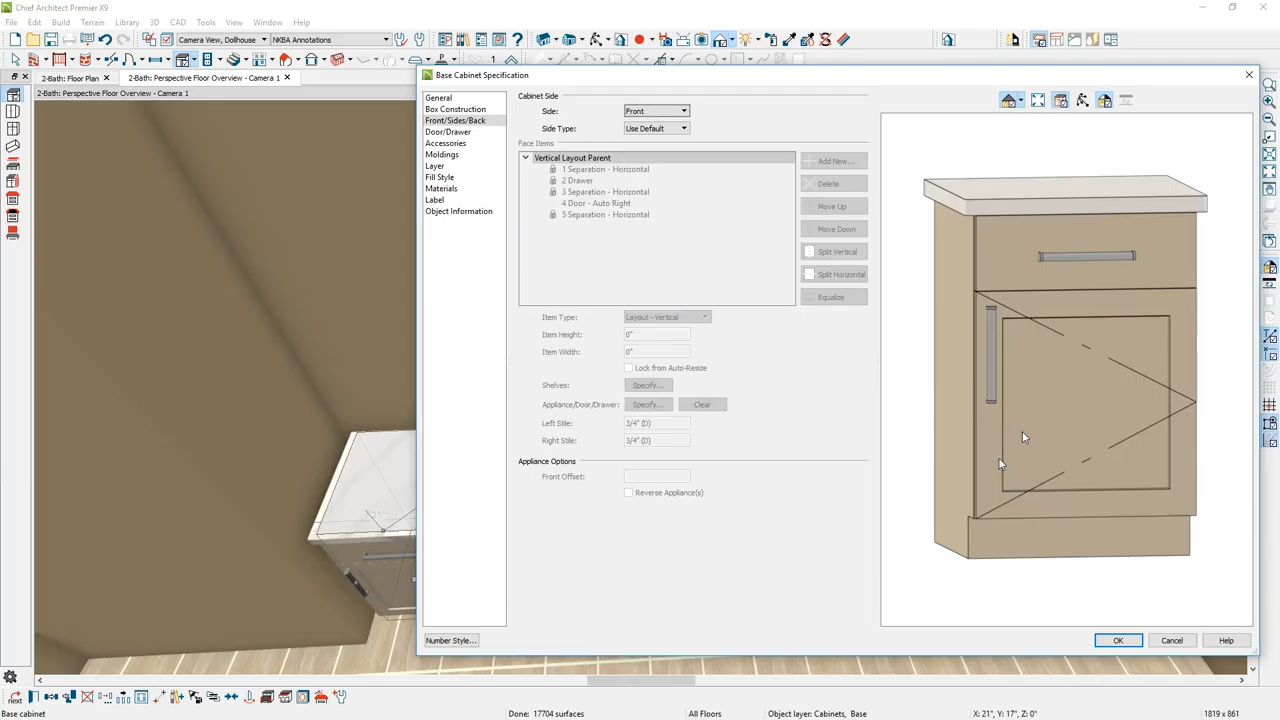 Chief Architect Premier X9
File Edit Build Terrain Library 3D CAD Tools View Window Help
Camera View, Dollhouse NKBA Annotations
2-Bath: Floor Plan 2-Bath: Perspective Floor Overview - Camera 1
2-Bath: Perspective Floor Overview - Camera 1
Base Cabinet Specification
General
Box Construction
Front/Sides/Back
Door/Drawer
Accessories
Moldings
Layer
Fill Style
Materials
Label
Object Information
Number Style...
Cabinet Side
Side: Front
Side Type: Use Default
Face Items
Vertical Layout Parent
1 Separation - Horizontal
2 Drawer
3 Separation - Horizontal
4 Door - Auto Right
5 Separation - Horizontal
Add New...
Delete
Move Up
Move Down
Split Vertical
Split Horizontal
Equalize
Item Type: Layout - Vertical
Item Height: 0"
Item Width: 0"
Lock from Auto-Resize
Shelves: Specify...
Appliance/Door/Drawer: Specify... Clear
Left Stile: 3/4" (D)
Right Stile: 3/4" (D)
Appliance Options
Front Offset:
Reverse Appliance(s)
OK Cancel Help
next
Base cabinet Done: 17704 surfaces All Floors Object layer: Cabinets, Base X: 21", Y: 17", Z: 0" 1819 x 861